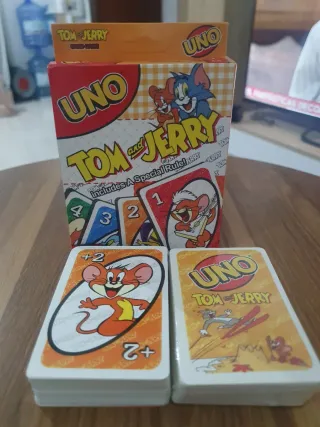 TOM and JERRY
UNO
UNO
TOM and JERRY
Includes A Special Rule!
4
3
2
1
+2
+2
UNO
TOM and JERRY